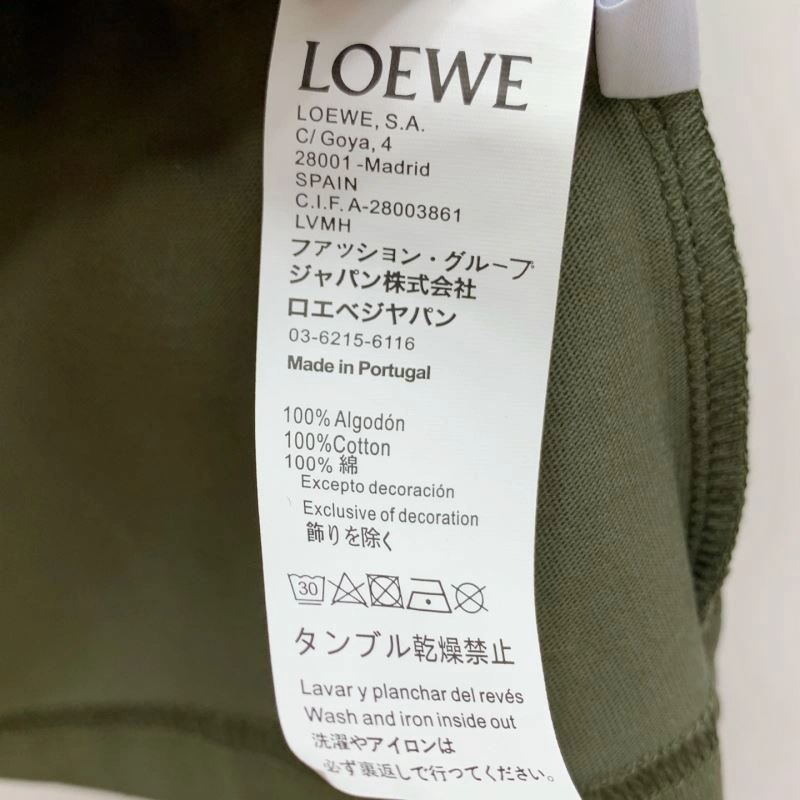 LOEWE
LOEWE, S.A.
C/ Goya, 4
28001 -Madrid
SPAIN
C.I.F. A-28003861
LVMH
ファッション・グループ
ジャパン株式会社
ロエベジャパン
03-6215-6116
Made in Portugal
100% Algodón
100%Cotton
100% 綿
Excepto decoración
Exclusive of decoration
飾りを除く
30
タンブル乾燥禁止
Lavar y planchar del revés
Wash and iron inside out
洗濯やアイロンは
必ず裏返しで行ってください。